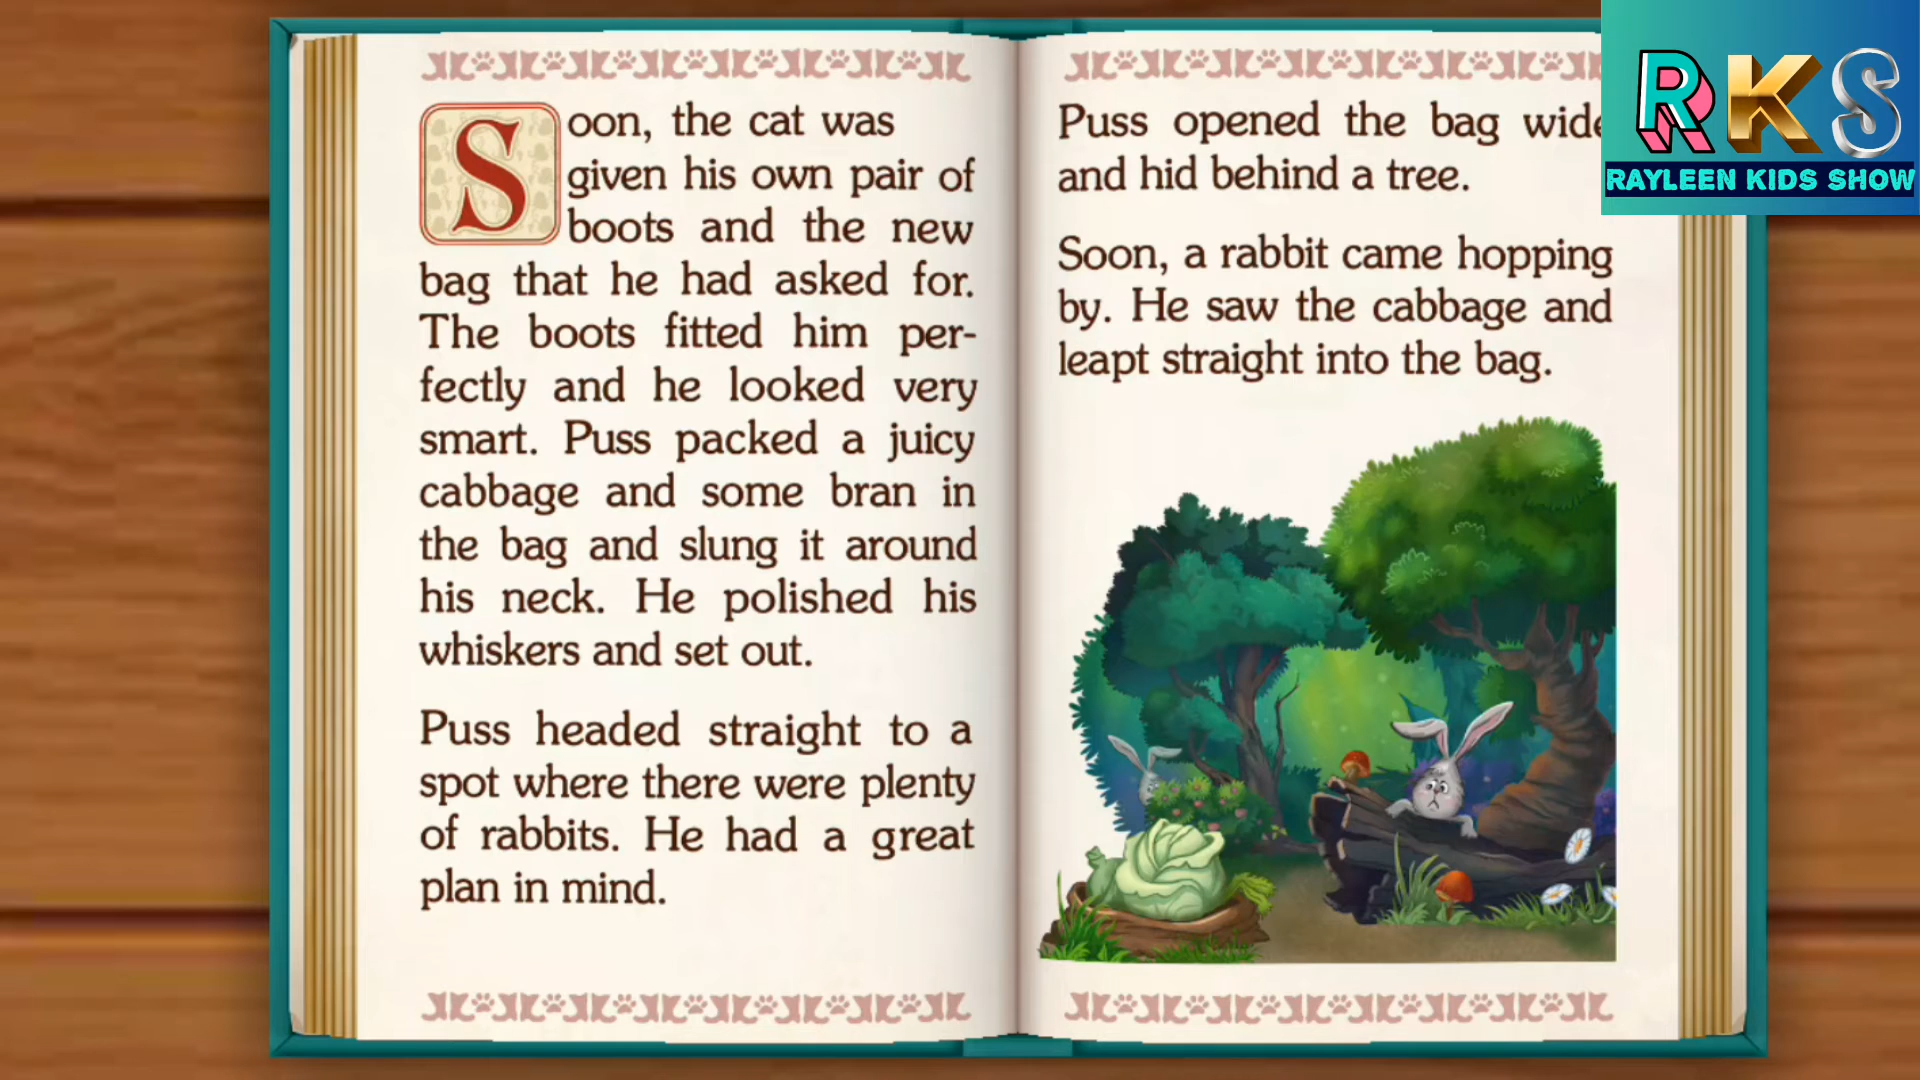 Soon, the cat was
given his own pair of
boots and the new
bag that he had asked for.
The boots fitted him per-
fectly and he looked very
smart. Puss packed a juicy
cabbage and some bran in
the bag and slung it around
his neck. He polished his
whiskers and set out.
Puss headed straight to a
spot where there were plenty
of rabbits. He had a great
plan in mind.
Puss opened the bag wide
and hid behind a tree.
Soon, a rabbit came hopping
by. He saw the cabbage and
leapt straight into the bag.
RKS
RAYLEEN KIDS SHOW